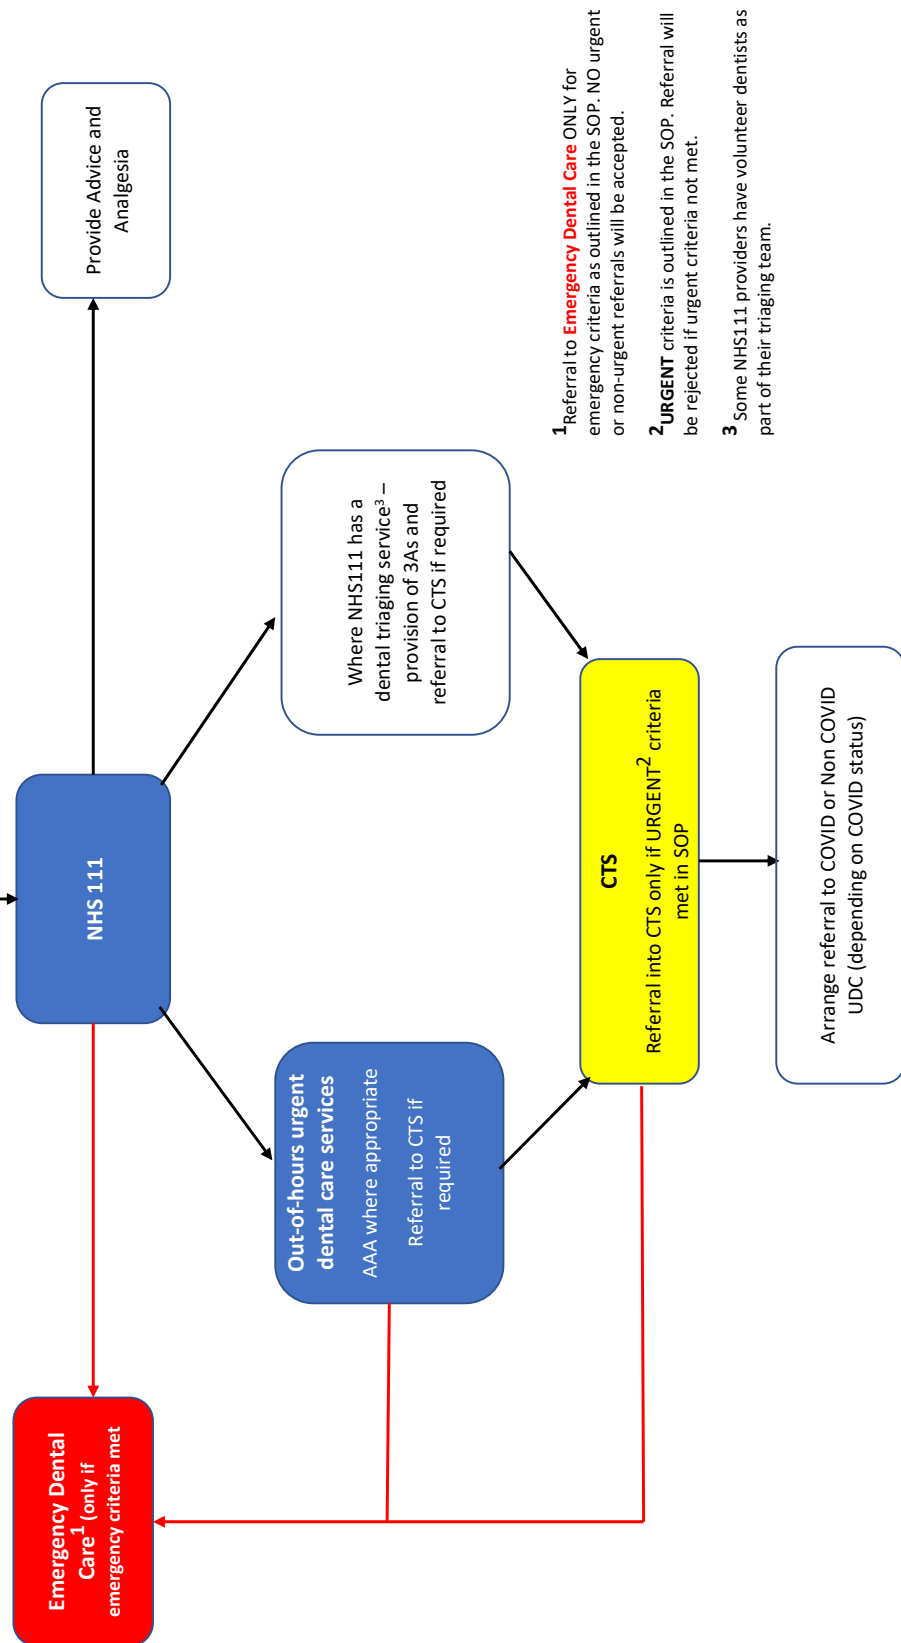 Emergency Dental
Care1 (only if
emergency criteria met
NHS 111
Provide Advice and
Analgesia
Out-of-hours urgent
dental care services
AAA where appropriate
Referral to CTS if
required
Where NHS111 has a
dental triaging service3 –
provision of 3As and
referral to CTS if required
CTS
Referral into CTS only if URGENT2 criteria
met in SOP
Arrange referral to COVID or Non COVID
UDC (depending on COVID status)
1Referral to Emergency Dental Care ONLY for
emergency criteria as outlined in the SOP. NO urgent
or non-urgent referrals will be accepted.
2URGENT criteria is outlined in the SOP. Referral will
be rejected if urgent criteria not met.
3 Some NHS111 providers have volunteer dentists as
part of their triaging team.